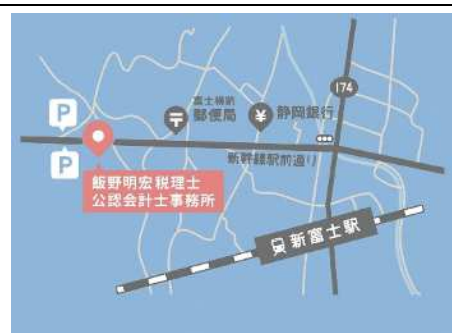 174
富士横割
郵便局
静岡銀行
新幹線駅前通り
P
P
飯野明宏税理士
公認会計士事務所
新富士駅